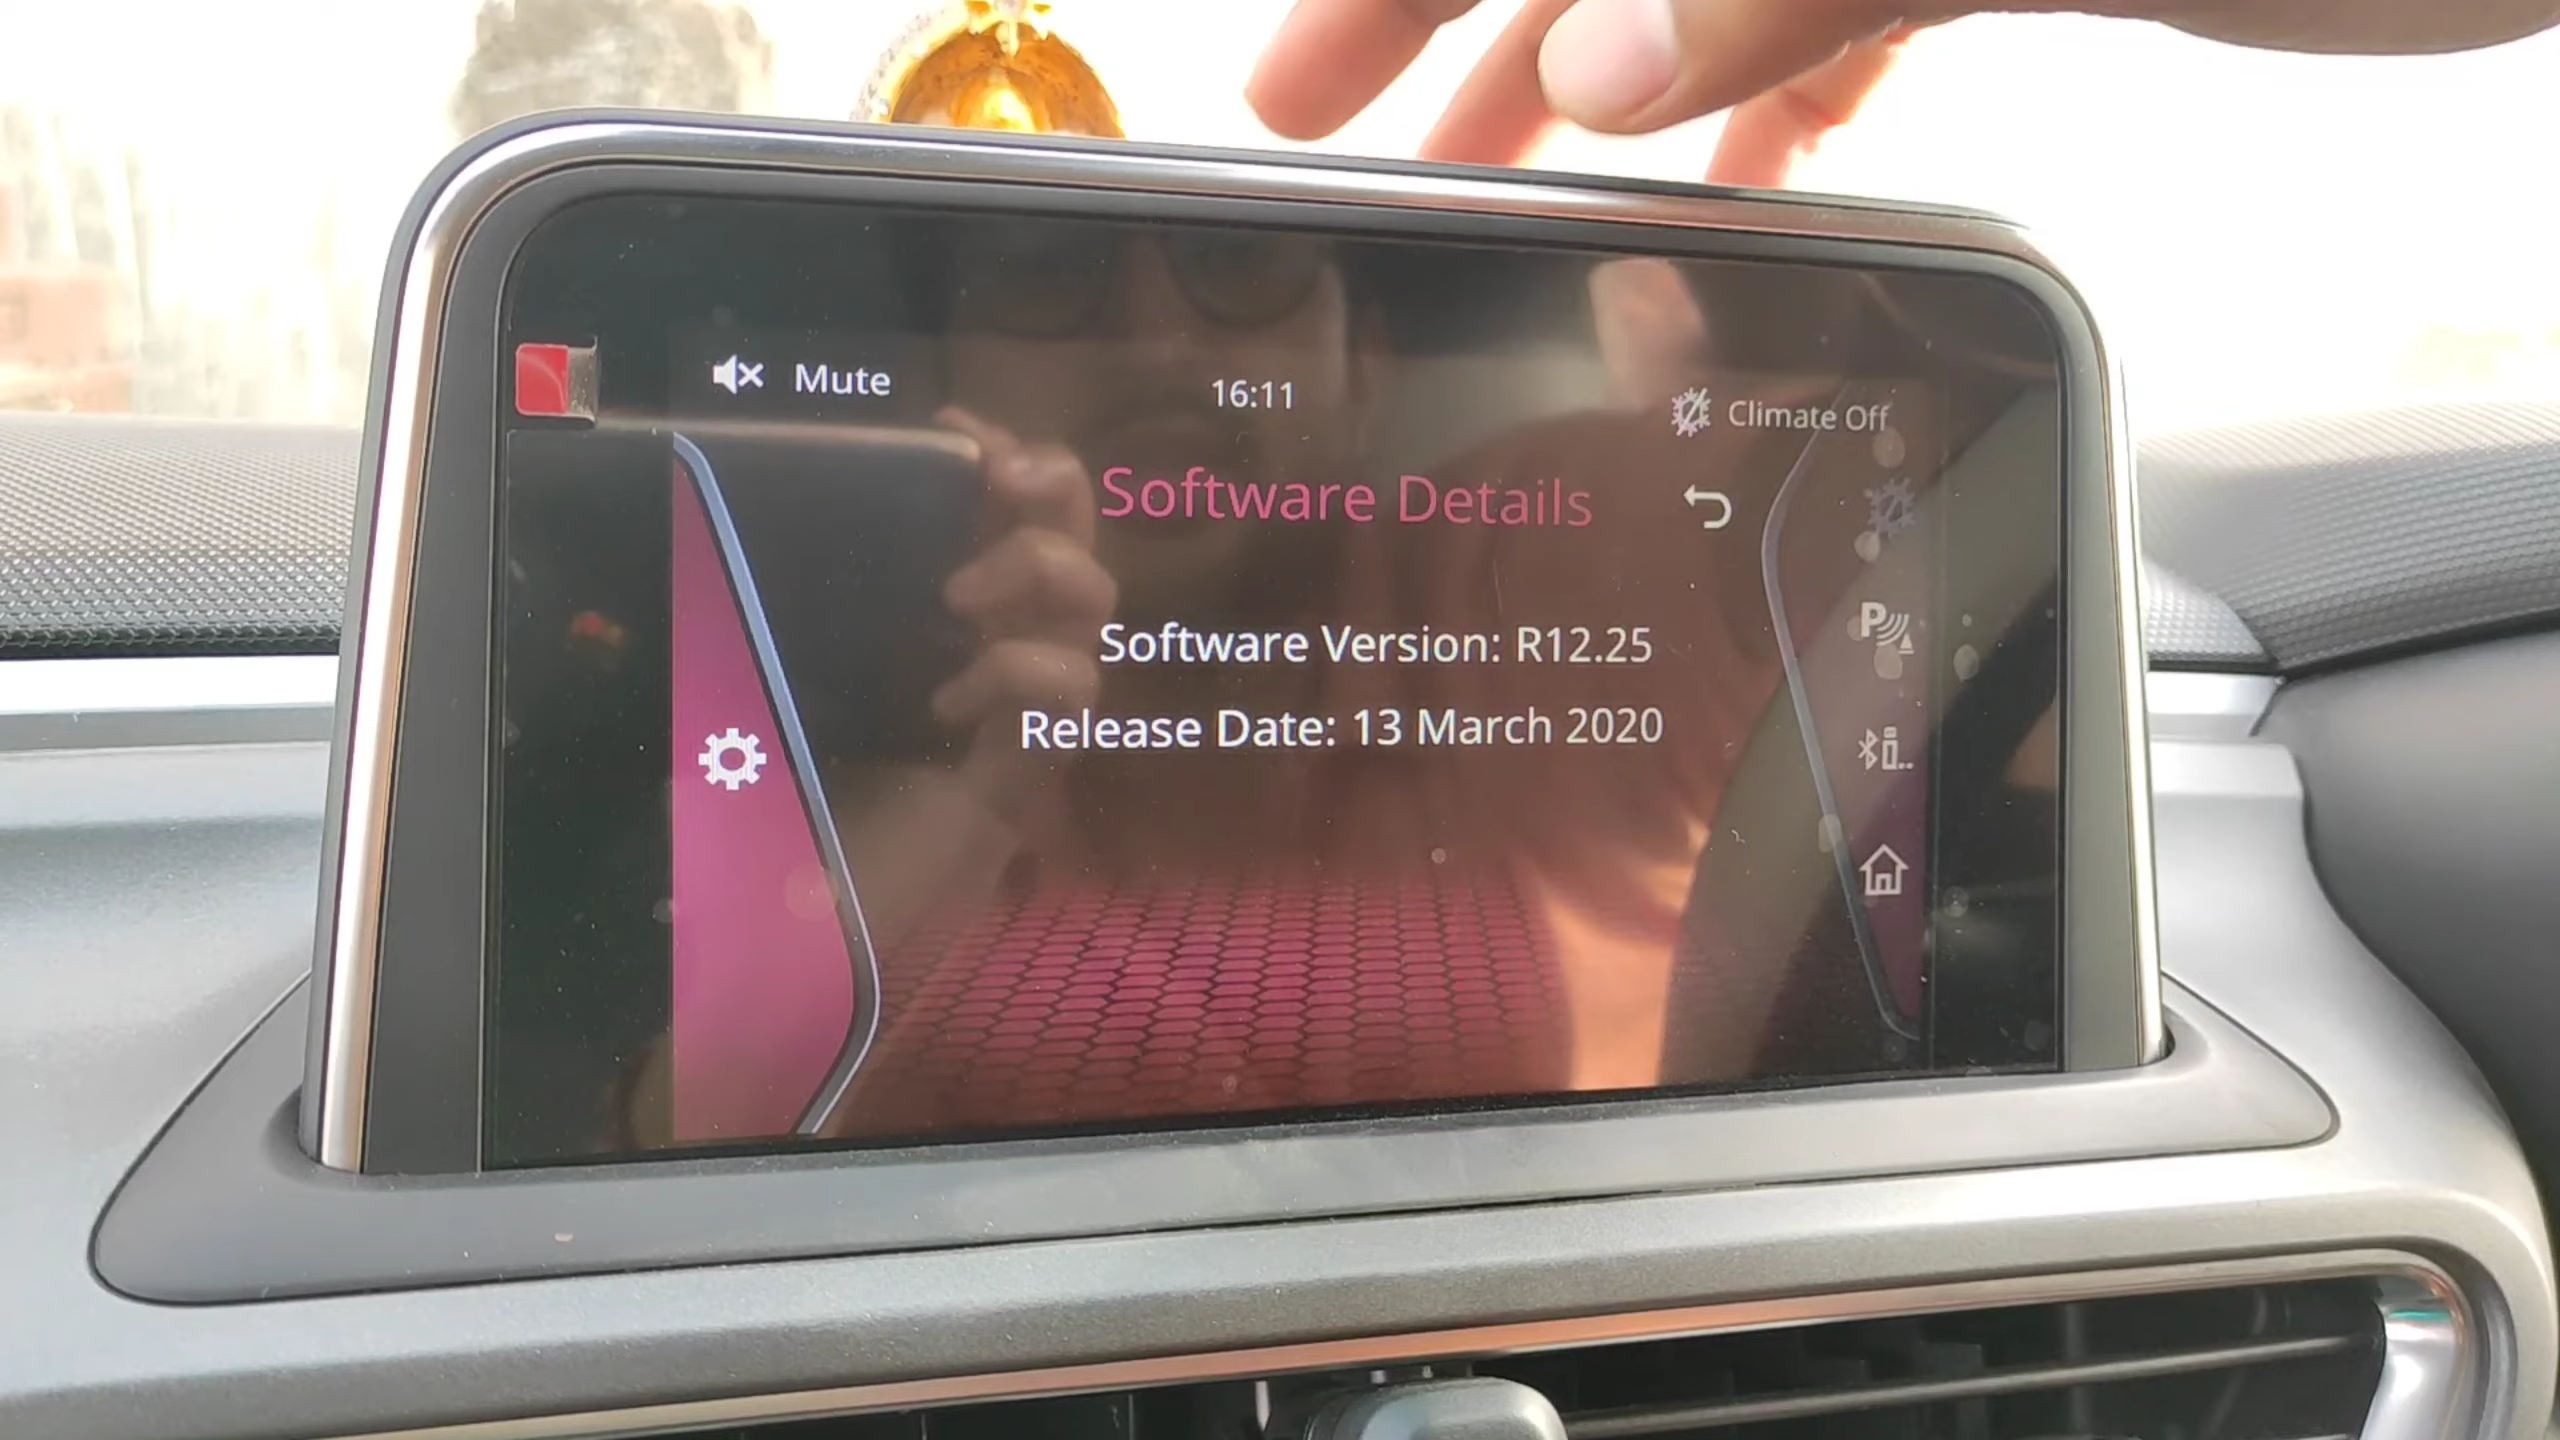 Mute
16:11
Climate Off
Software Details
Software Version: R12.25
Release Date: 13 March 2020
P